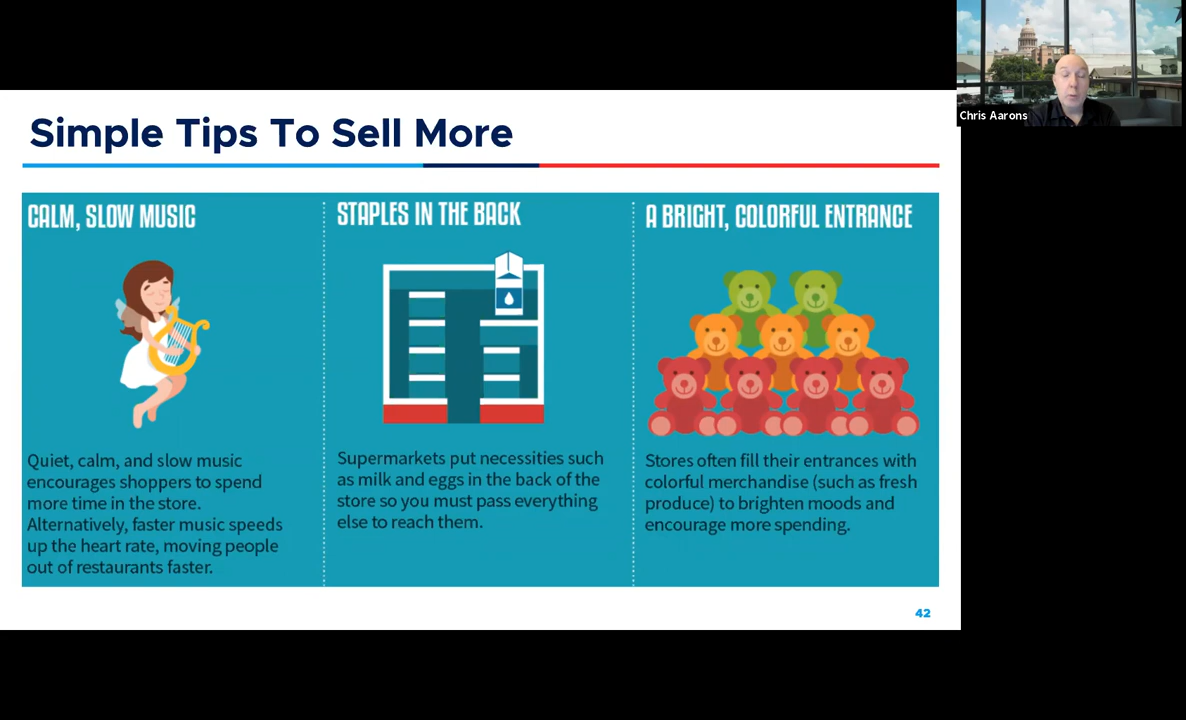 Chris Aarons
Simple Tips To Sell More
CALM, SLOW MUSIC
Quiet, calm, and slow music
encourages shoppers to spend
more time in the store.
Alternatively, faster music speeds
up the heart rate, moving people
out of restaurants faster.
STAPLES IN THE BACK
Supermarkets put necessities such
as milk and eggs in the back of the
store so you must pass everything
else to reach them.
A BRIGHT, COLORFUL ENTRANCE
Stores often fill their entrances with
colorful merchandise (such as fresh
produce) to brighten moods and
encourage more spending.
42